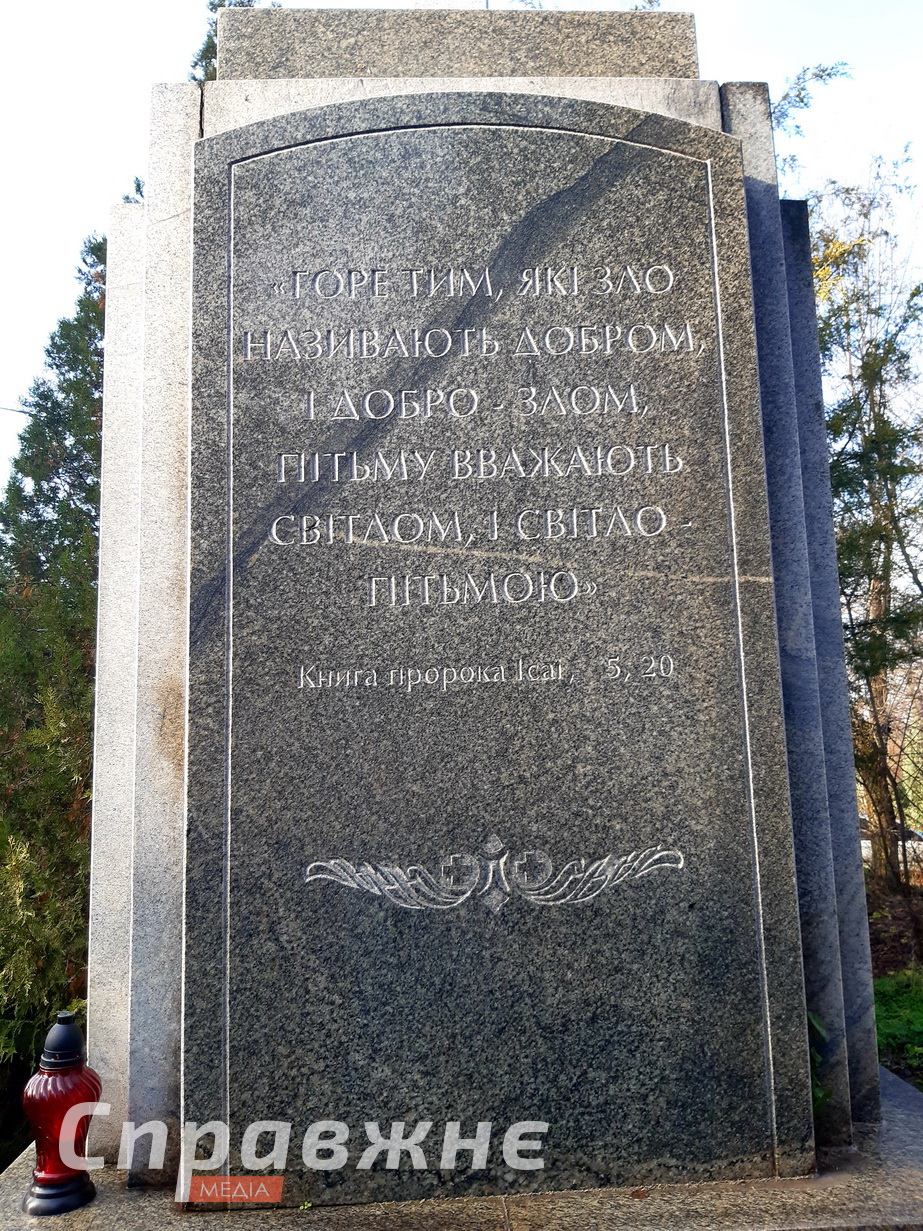 «ГОРЕ ТИМ, ЯКІ ЗЛО
НАЗИВАЮТЬ ДОБРОМ,
І ДОБРО - ЗЛОМ,
ПІТЬМУ ВВАЖАЮТЬ
СВІТЛОМ, І СВІТЛО -
ПІТЬМОЮ»
Книга пророка Ісаї, 5, 20
Справжнє
МЕДІА